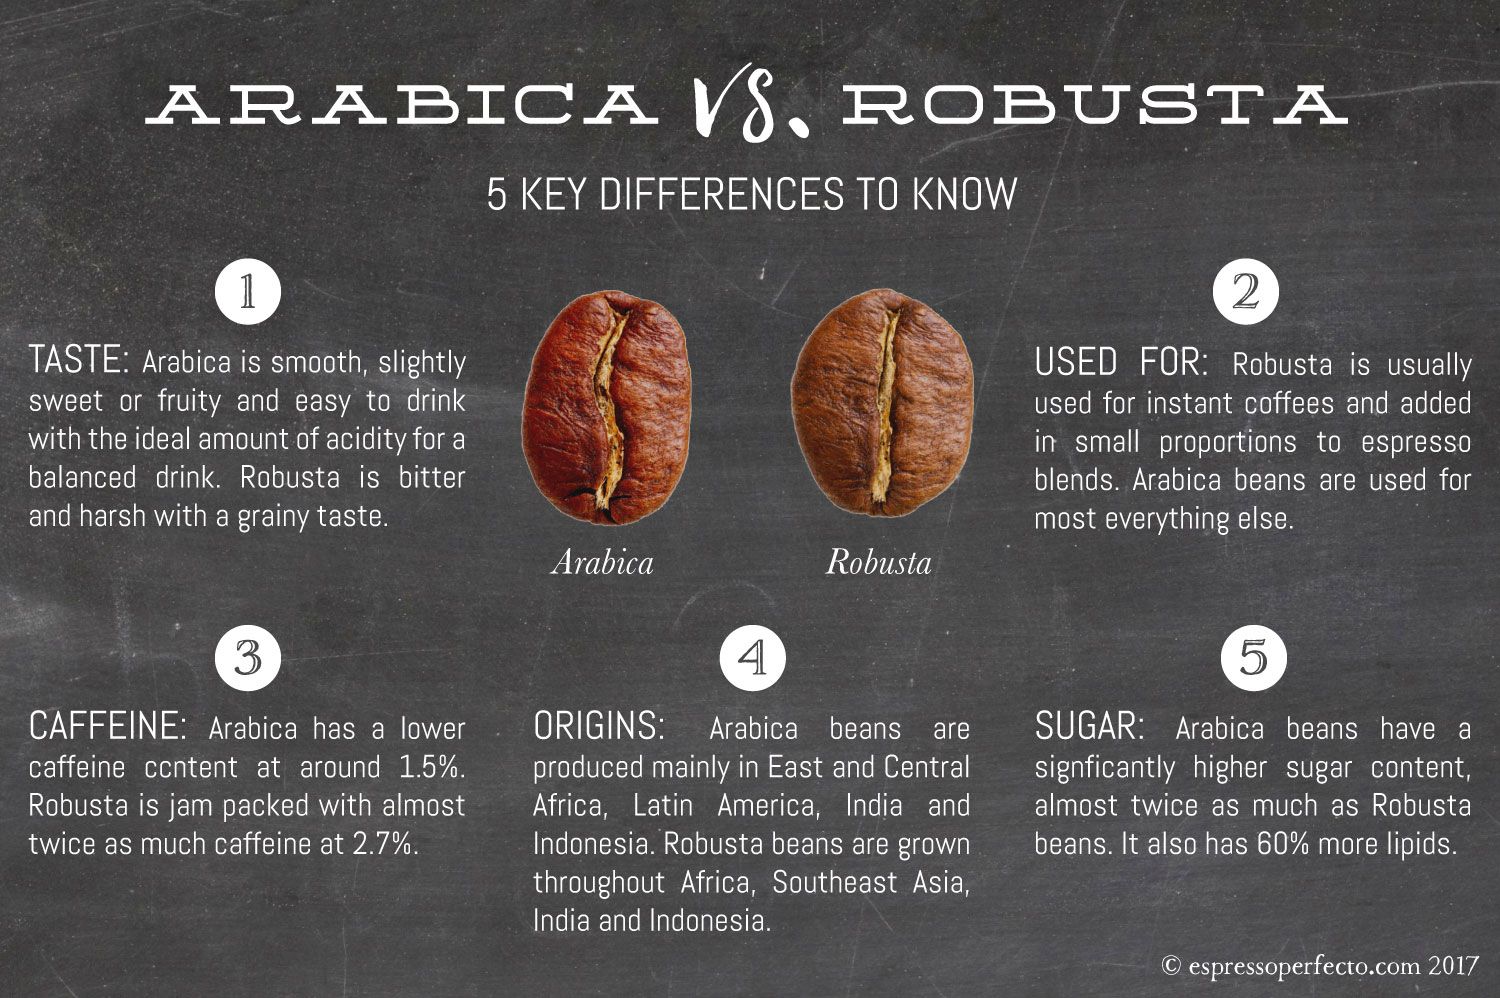 ARABICA VS. ROBUSTA
5 KEY DIFFERENCES TO KNOW
1
TASTE: Arabica is smooth, slightly
sweet or fruity and easy to drink
with the ideal amount of acidity for a
balanced drink. Robusta is bitter
and harsh with a grainy taste.
Arabica
Robusta
2
USED FOR: Robusta is usually
used for instant coffees and added
in small proportions to espresso
blends. Arabica beans are used for
most everything else.
3
CAFFEINE: Arabica has a lower
caffeine ccntent at around 1.5%.
Robusta is jam packed with almost
twice as much caffeine at 2.7%.
4
ORIGINS: Arabica beans are
produced mainly in East and Central
Africa, Latin America, India and
Indonesia. Robusta beans are grown
throughout Africa, Southeast Asia,
India and Indonesia.
5
SUGAR: Arabica beans have a
signficantly higher sugar content,
almost twice as much as Robusta
beans. It also has 60% more lipids.
© espressoperfecto.com 2017